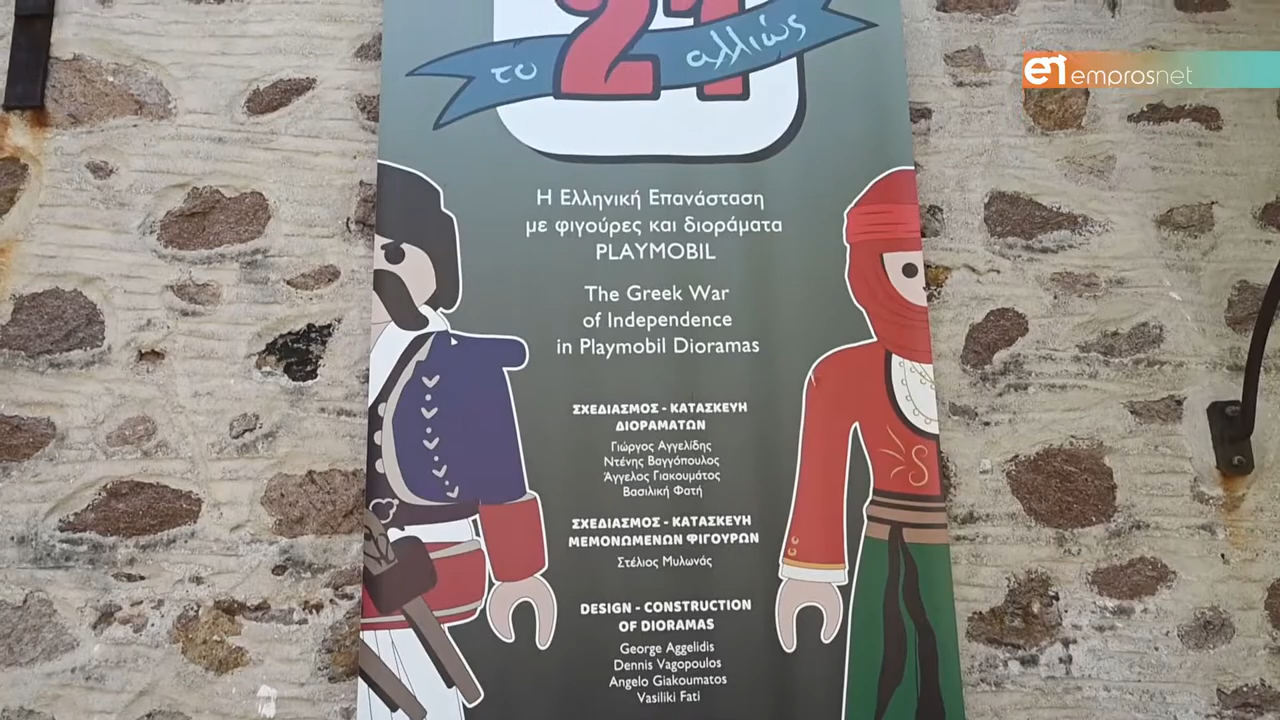 21
το αλλιώς
en emprosnet
Η Ελληνική Επανάσταση
με φιγούρες και διοράματα
PLAYMOBIL
The Greek War
of Independence
in Playmobil Dioramas
ΣΧΕΔΙΑΣΜΟΣ - ΚΑΤΑΣΚΕΥΗ
ΔΙΟΡΑΜΑΤΩΝ
Γιώργος Αγγελίδης
Ντένης Βαγγόπουλος
Άγγελος Γιακουμάτος
Βασιλική Φατή
ΣΧΕΔΙΑΣΜΟΣ - ΚΑΤΑΣΚΕΥΗ
ΜΕΜΟΝΩΜΕΝΩΝ ΦΙΓΟΥΡΩΝ
Στέλιος Μυλωνάς
DESIGN - CONSTRUCTION
OF DIORAMAS
George Aggelidis
Dennis Vagopoulos
Angelo Giakoumatos
Vasiliki Fati